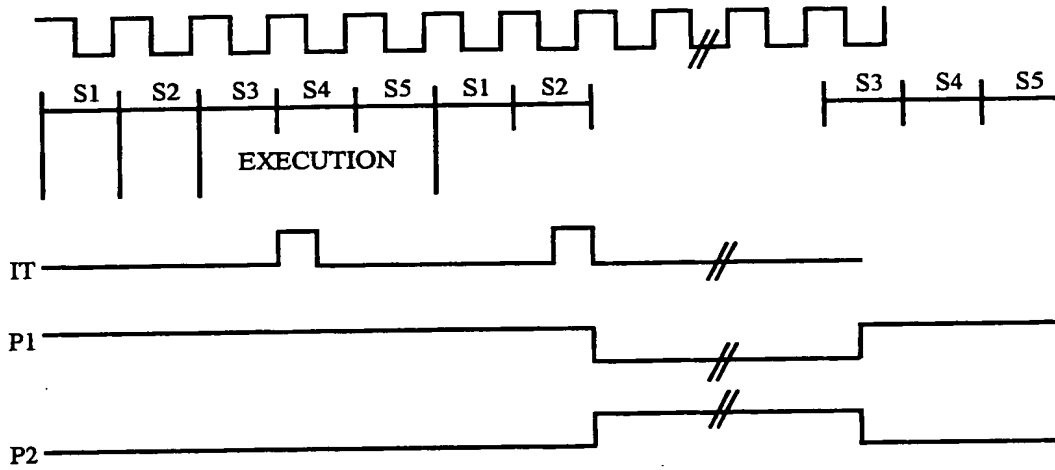 S1 S2 S3 S4 S5 S1 S2 S3 S4 S5
EXECUTION
IT
P1
P2